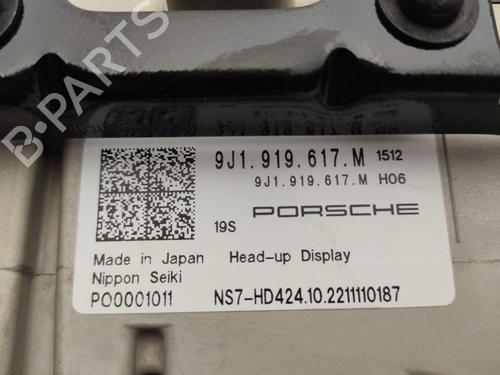 9J1.919.617.M 1512
9J1.919.617.M H06
19S PORSCHE
Made in Japan Head-up Display
Nippon Seiki
PO0001011 NS7-HD424.10.2211110187
B-PARTS